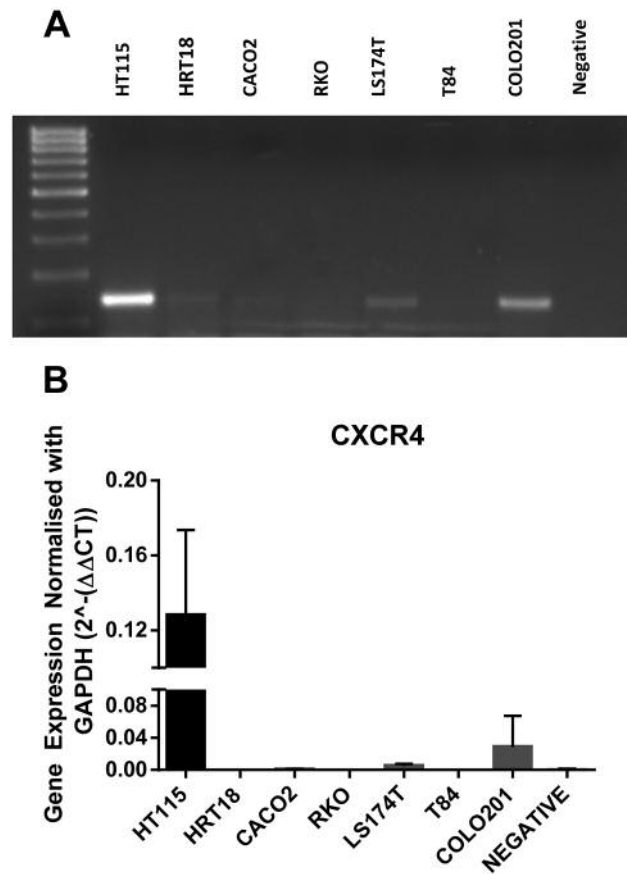 A
HT115
HRT18
CACO2
RKO
LS174T
T84
COLO201
Negative
B
CXCR4
Gene Expression Normalised with
GAPDH (2^-(ΔΔCT))
0.20
0.16
0.12
0.08
0.04
0.00
HT115
HRT18
CACO2
RKO
LS174T
T84
COLO201
NEGATIVE